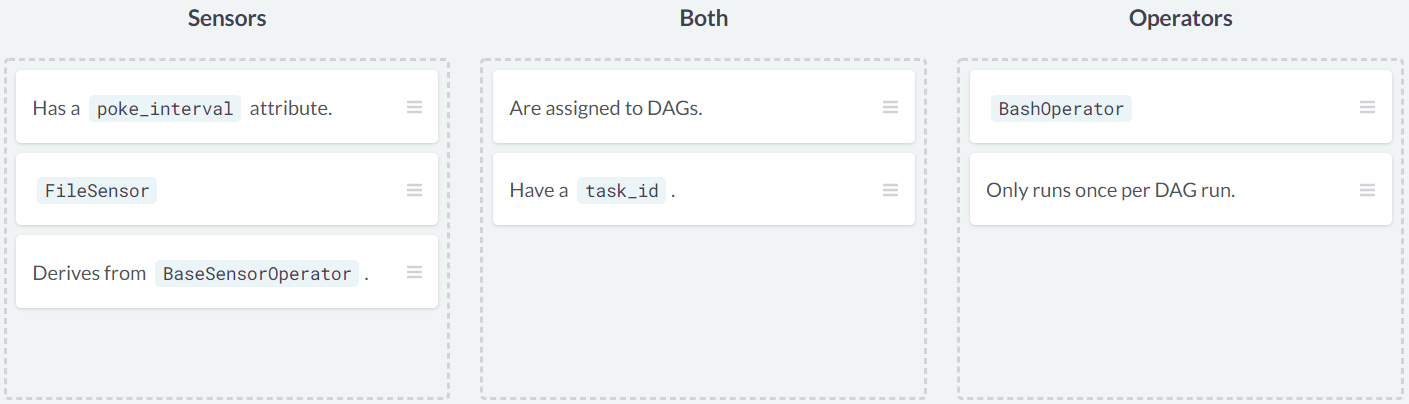 Sensors
Has a poke_interval attribute.
FileSensor
Derives from BaseSensorOperator .
Both
Are assigned to DAGs.
Have a task_id .
Operators
BashOperator
Only runs once per DAG run.